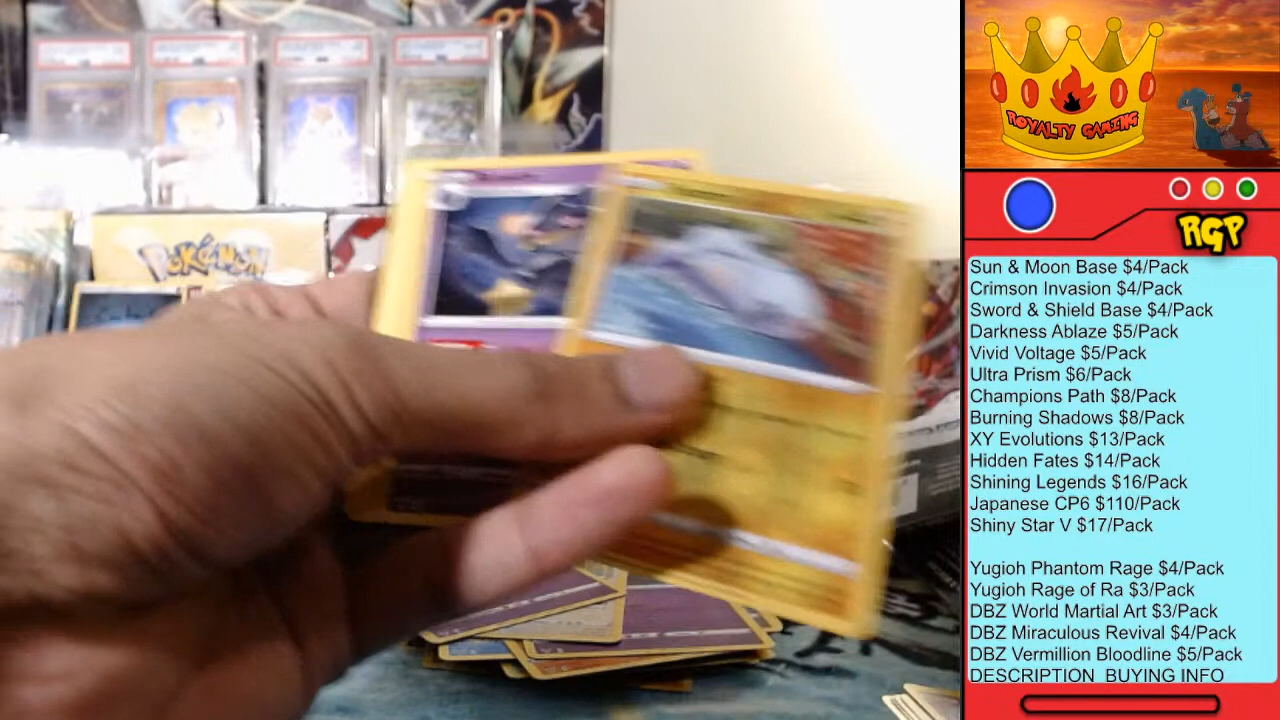 ROYALTY GAMING
RGP
POKéMON
Sun & Moon Base $4/Pack
Crimson Invasion $4/Pack
Sword & Shield Base $4/Pack
Darkness Ablaze $5/Pack
Vivid Voltage $5/Pack
Ultra Prism $6/Pack
Champions Path $8/Pack
Burning Shadows $8/Pack
XY Evolutions $13/Pack
Hidden Fates $14/Pack
Shining Legends $16/Pack
Japanese CP6 $110/Pack
Shiny Star V $17/Pack
Yugioh Phantom Rage $4/Pack
Yugioh Rage of Ra $3/Pack
DBZ World Martial Art $3/Pack
DBZ Miraculous Revival $4/Pack
DBZ Vermillion Bloodline $5/Pack
DESCRIPTION BUYING INFO